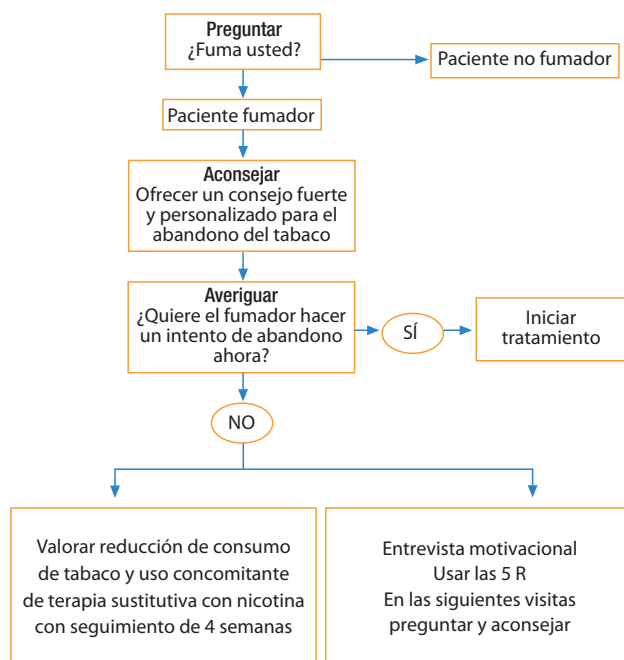 Preguntar
¿Fuma usted?
Paciente no fumador
Paciente fumador
Aconsejar
Ofrecer un consejo fuerte
y personalizado para el
abandono del tabaco
Averiguar
¿Quiere el fumador hacer
un intento de abandono
ahora?
SÍ
Iniciar
tratamiento
NO
Valorar reducción de consumo
de tabaco y uso concomitante
de terapia sustitutiva con nicotina
con seguimiento de 4 semanas
Entrevista motivacional
Usar las 5 R
En las siguientes visitas
preguntar y aconsejar